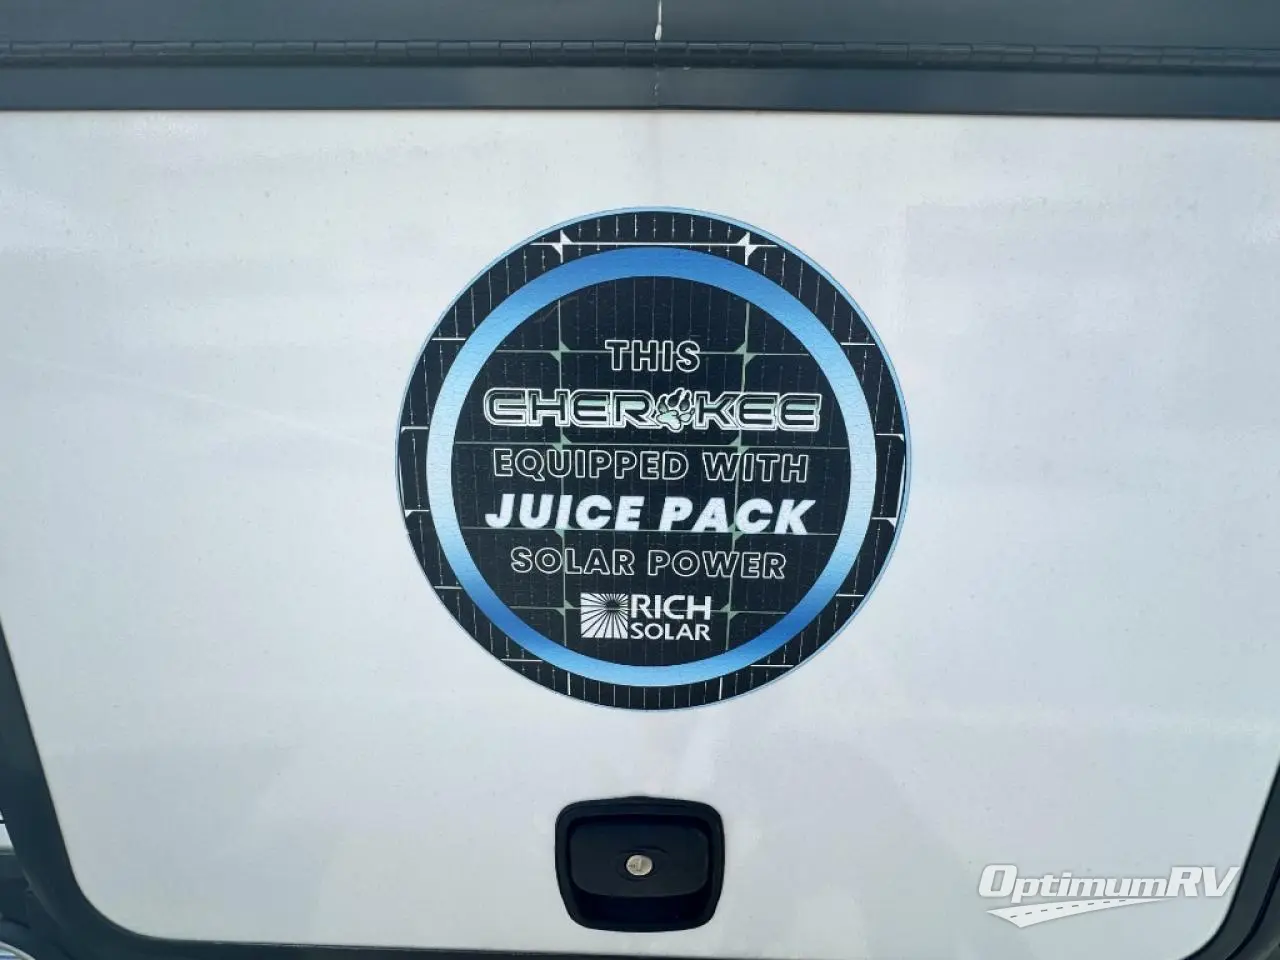 THIS
CHEROKEE
EQUIPPED WITH
JUICE PACK
SOLAR POWER
RICH
SOLAR
OptimumRV